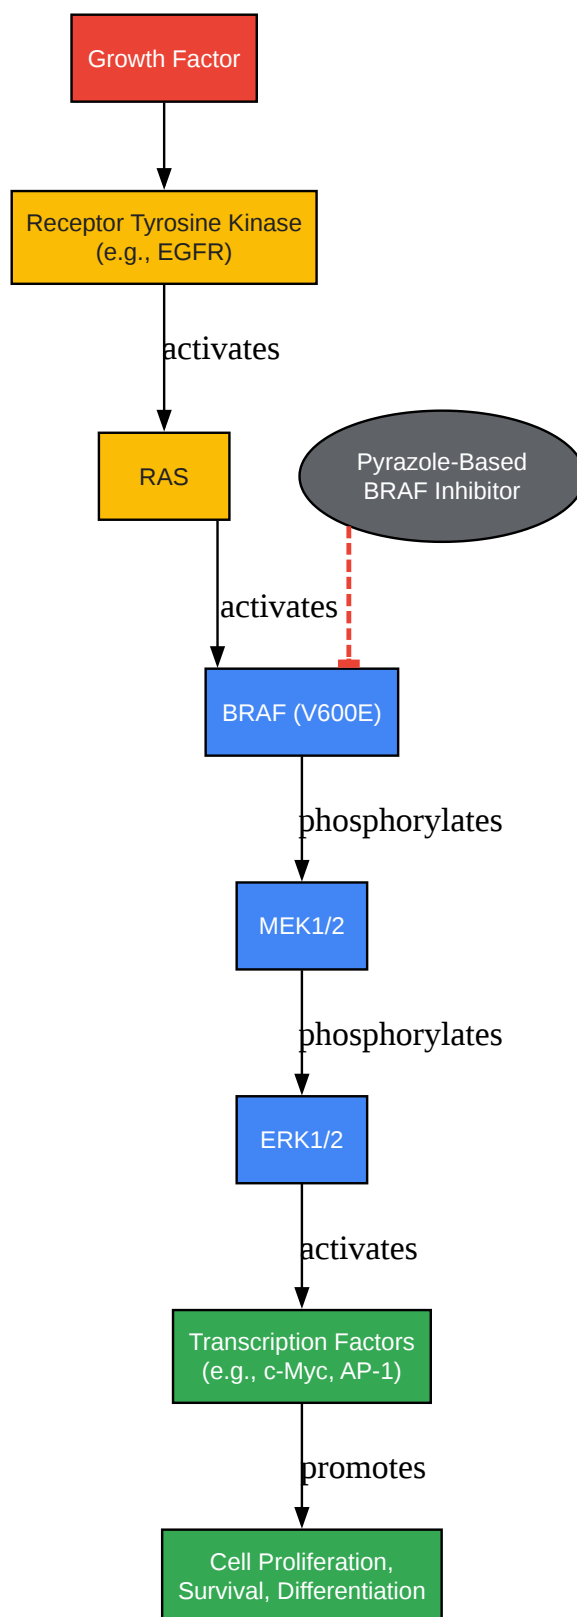 Growth Factor
Receptor Tyrosine Kinase
(e.g., EGFR)
activates
RAS
Pyrazole-Based
BRAF Inhibitor
activates
BRAF (V600E)
phosphorylates
MEK1/2
phosphorylates
ERK1/2
activates
Transcription Factors
(e.g., c-Myc, AP-1)
promotes
Cell Proliferation,
Survival, Differentiation